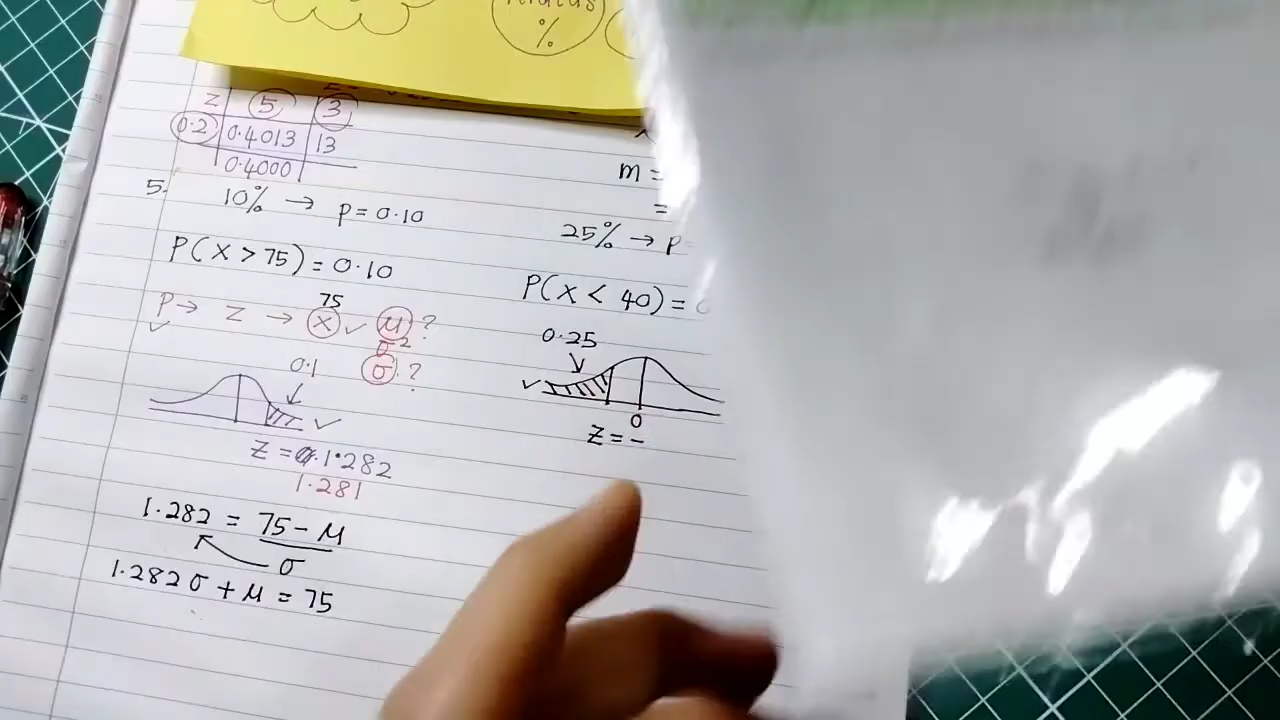 %
Z 5 3
0.2 0.4013 13
0.4000
5.
10% → p = 0.10
P(X > 75) = 0.10
75
P → Z → X ✓ μ ?
✓
σ²
0.1 σ ?
✓
Z = 1.282
1.281
1.282 = 75 - μ
σ
1.282σ + μ = 75
m =
=
25% → P
P(X < 40) =
0.25
✓
0
Z = -